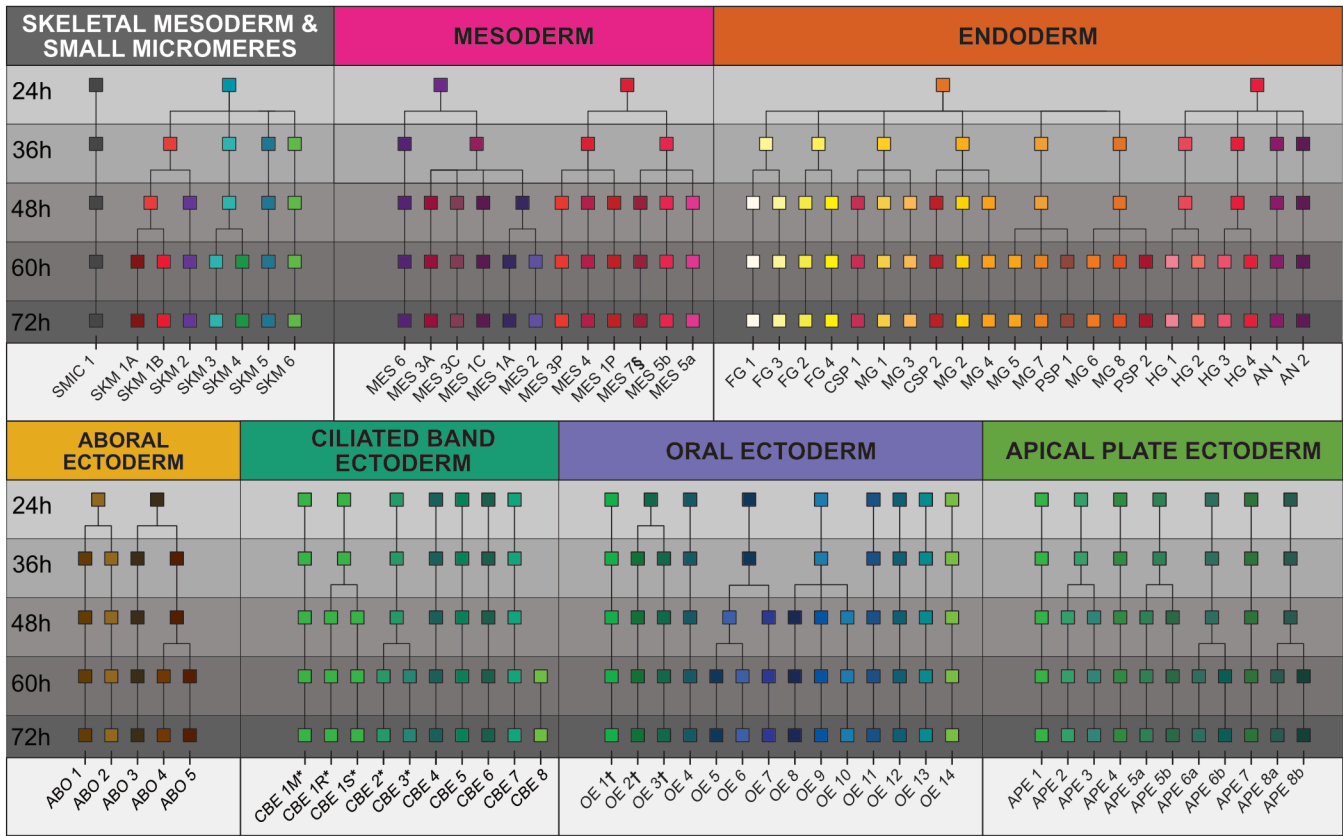 SKELETAL MESODERM &
SMALL MICROMERES
MESODERM
ENDODERM
24h
36h
48h
60h
72h
SMIC 1
SKM 1A
SKM 1B
SKM 2
SKM 3
SKM 4
SKM 5
SKM 6
MES 6
MES 3A
MES 3C
MES 1C
MES 1A
MES 2
MES 3P
MES 4
MES 1P
MES 7§
MES 5b
MES 5a
FG 1
FG 3
FG 2
FG 4
CSP 1
MG 1
MG 3
CSP 2
MG 2
MG 4
MG 5
MG 7
PSP 1
MG 6
MG 8
PSP 2
HG 1
HG 2
HG 3
HG 4
AN 1
AN 2
ABORAL
ECTODERM
CILIATED BAND
ECTODERM
ORAL ECTODERM
APICAL PLATE ECTODERM
24h
36h
48h
60h
72h
ABO 1
ABO 2
ABO 3
ABO 4
ABO 5
CBE 1M*
CBE 1R*
CBE 1S*
CBE 2*
CBE 3*
CBE 4
CBE 5
CBE 6
CBE 7
CBE 8
OE 1†
OE 2†
OE 3†
OE 4
OE 5
OE 6
OE 7
OE 8
OE 9
OE 10
OE 11
OE 12
OE 13
OE 14
APE 1
APE 2
APE 3
APE 4
APE 5a
APE 5b
APE 6a
APE 6b
APE 7
APE 8a
APE 8b